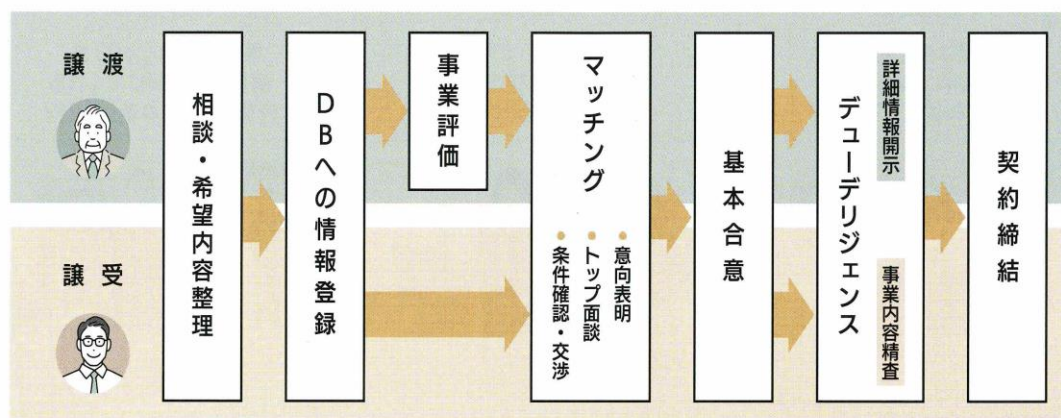 譲渡
譲受
相談・希望内容整理
DBへの情報登録
事業評価
マッチング
意向表明
トップ面談
条件確認・交渉
基本合意
デューデリジェンス
詳細情報開示
事業内容精査
契約締結